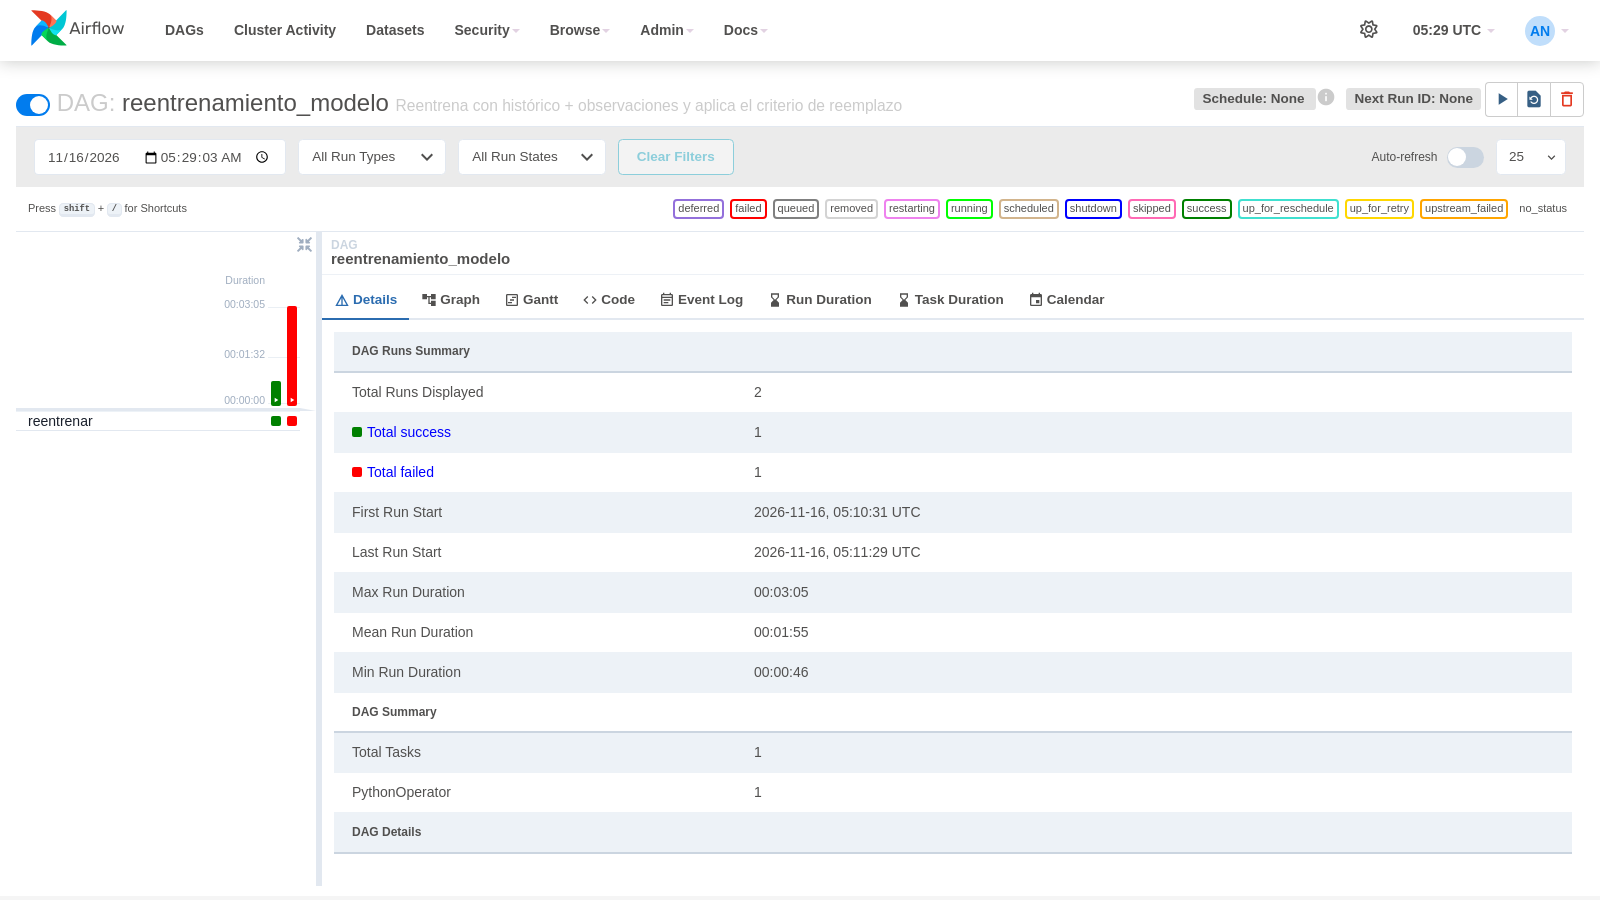 Airflow DAGs Cluster Activity Datasets Security Browse Admin Docs 05:29 UTC AN
DAG: reentrenamiento_modelo Reentrena con histórico + observaciones y aplica el criterio de reemplazo Schedule: None Next Run ID: None
11/16/2026 05:29:03 AM All Run Types All Run States Clear Filters Auto-refresh 25
Press shift + / for Shortcuts deferred failed queued removed restarting running scheduled shutdown skipped success up_for_reschedule up_for_retry upstream_failed no_status
DAG
reentrenamiento_modelo
Duration
00:03:05
00:01:32
00:00:00
reentrenar
Details Graph Gantt Code Event Log Run Duration Task Duration Calendar
DAG Runs Summary
Total Runs Displayed 2
Total success 1
Total failed 1
First Run Start 2026-11-16, 05:10:31 UTC
Last Run Start 2026-11-16, 05:11:29 UTC
Max Run Duration 00:03:05
Mean Run Duration 00:01:55
Min Run Duration 00:00:46
DAG Summary
Total Tasks 1
PythonOperator 1
DAG Details